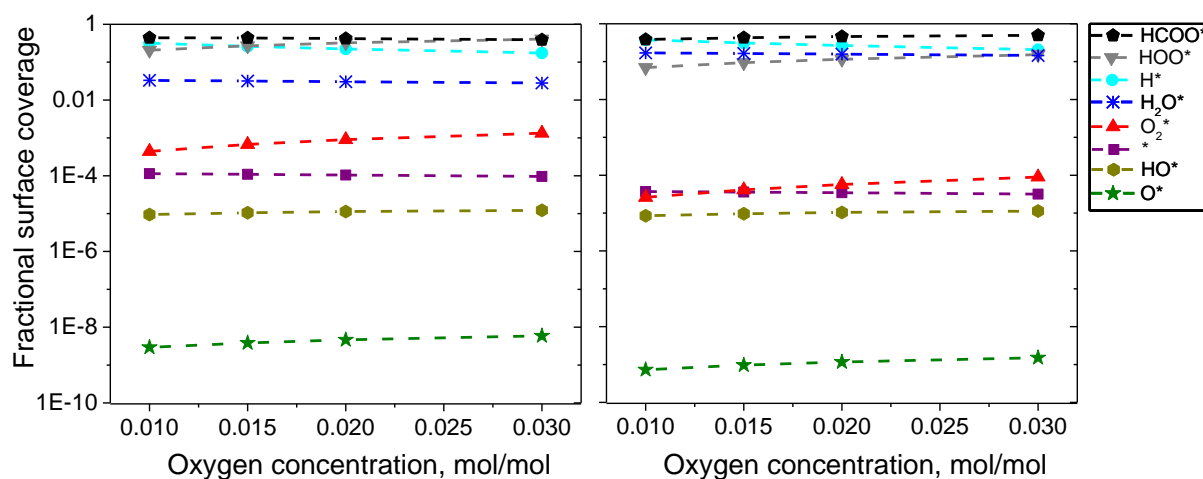 Fractional surface coverage
1
0.01
1E-4
1E-6
1E-8
1E-10
0.010 0.015 0.020 0.025 0.030
Oxygen concentration, mol/mol
0.010 0.015 0.020 0.025 0.030
Oxygen concentration, mol/mol
HCOO*
HOO*
H*
H₂O*
O₂*
*
HO*
O*